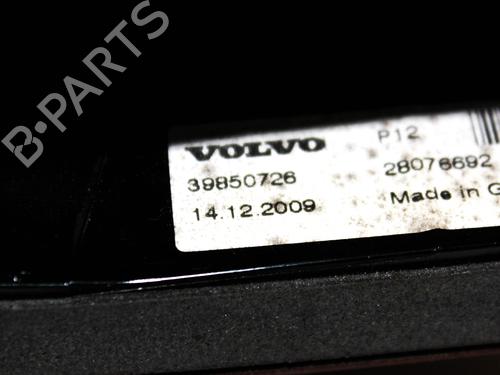 B-PARTS
VOLVO P12
39850726 28076692
14.12.2009 Made in G